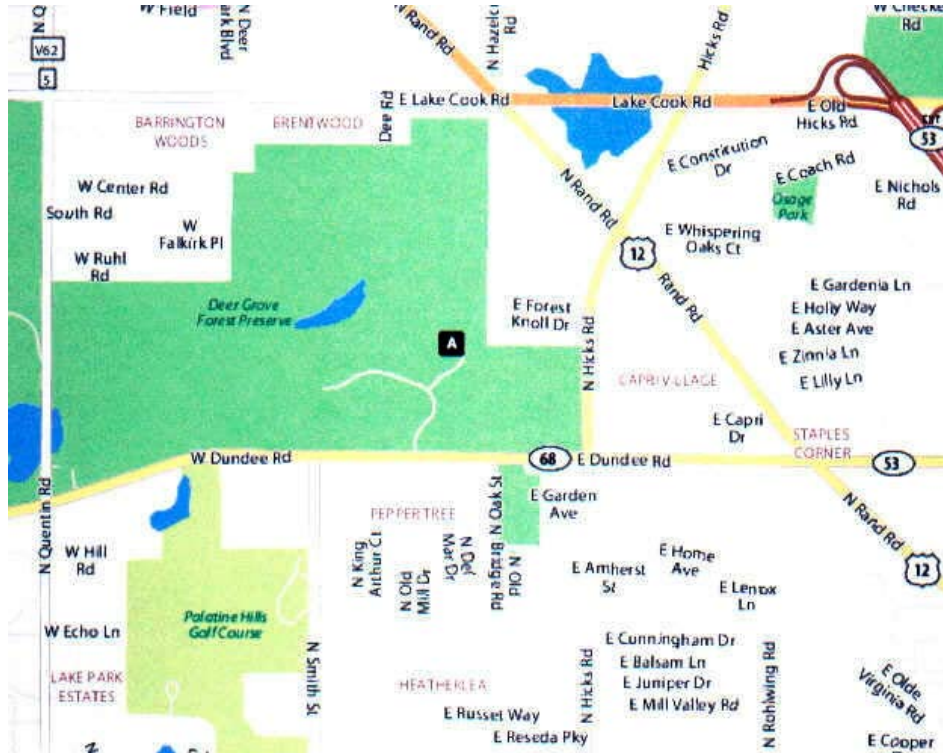 N Q
W Field
N Deer
ark Blvd
N Rand Rd
N Hazelc
Rd
Hicks Rd
W Checke
Rd
V62
5
E Lake Cook Rd
Lake Cook Rd
Dee Rd
E Old
Hicks Rd
53
BARRINGTON
WOODS
BRENTWOOD
E Constitution
Dr
E Coach Rd
W Center Rd
N Rand Rd
E Nichols
Rd
South Rd
Osage
Park
W
Falkirk Pl
E Whispering
Oaks Ct
12
W Ruhl
Rd
Rand Rd
E Gardenia Ln
Deer Grove
Forest Preserve
E Forest
Knoll Dr
E Holly Way
E Aster Ave
A
N Hicks Rd
E Zinnia Ln
CAPRI VILLAGE
E Lilly Ln
E Capri
Dr
STAPLES
CORNER
W Dundee Rd
68
E Dundee Rd
53
N Quentin Rd
N Oak St
E Garden
Ave
N Rand Rd
PEPPERTREE
W Hill
Rd
N King
Arthur Ct
N Old
Mill Dr
N Del
Mar Dr
N Old
Bridge Rd
E Amherst
St
E Home
Ave
12
E Lenox
Ln
Palatine Hills
Golf Course
W Echo Ln
N Smith St
E Cunningham Dr
N Hicks Rd
E Balsam Ln
N Rohlwing Rd
E Olde
Virginia Rd
LAKE PARK
ESTATES
HEATHERLEA
E Juniper Dr
E Mill Valley Rd
E Russet Way
E Reseda Pky
E Cooper
N